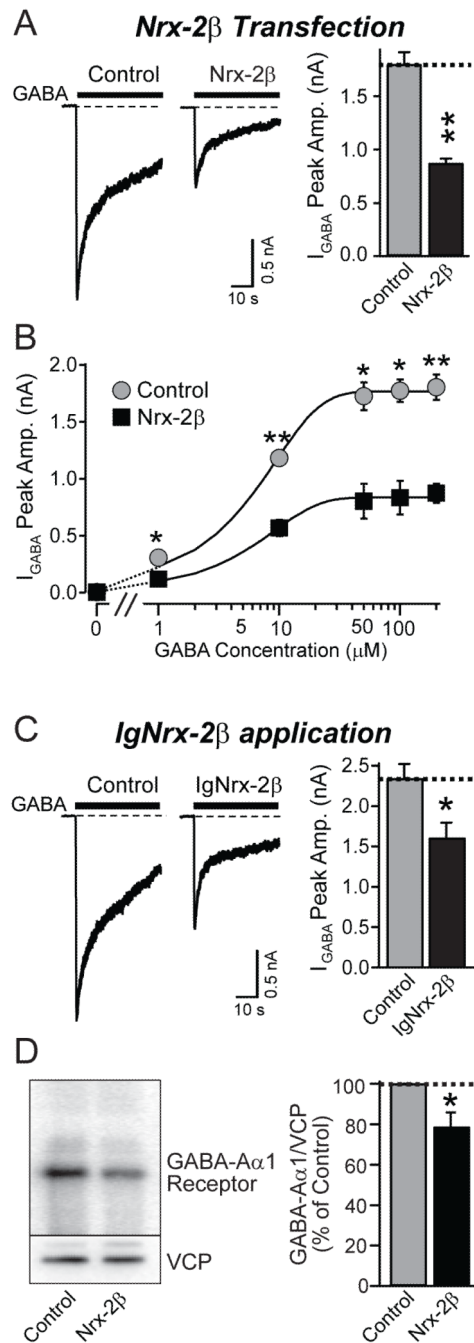 A Nrx-2β Transfection
Control Nrx-2β
GABA
0.5 nA
10 s
I_GABA Peak Amp. (nA)
1.5
1.0
0.5
0.0
**
Control
Nrx-2β
B
I_GABA Peak Amp. (nA)
2.0
1.5
1.0
0.5
0.0
Control
Nrx-2β
* ** * * **
0 1 5 10 50 100
GABA Concentration (μM)
C IgNrx-2β application
Control IgNrx-2β
GABA
0.5 nA
10 s
I_GABA Peak Amp. (nA)
2.5
2.0
1.5
1.0
0.5
0.0
*
Control
IgNrx-2β
D
GABA-Aα1
Receptor
VCP
Control Nrx-2β
GABA-Aα1/VCP
(% of Control)
100
80
60
40
20
0
*
Control
Nrx-2β